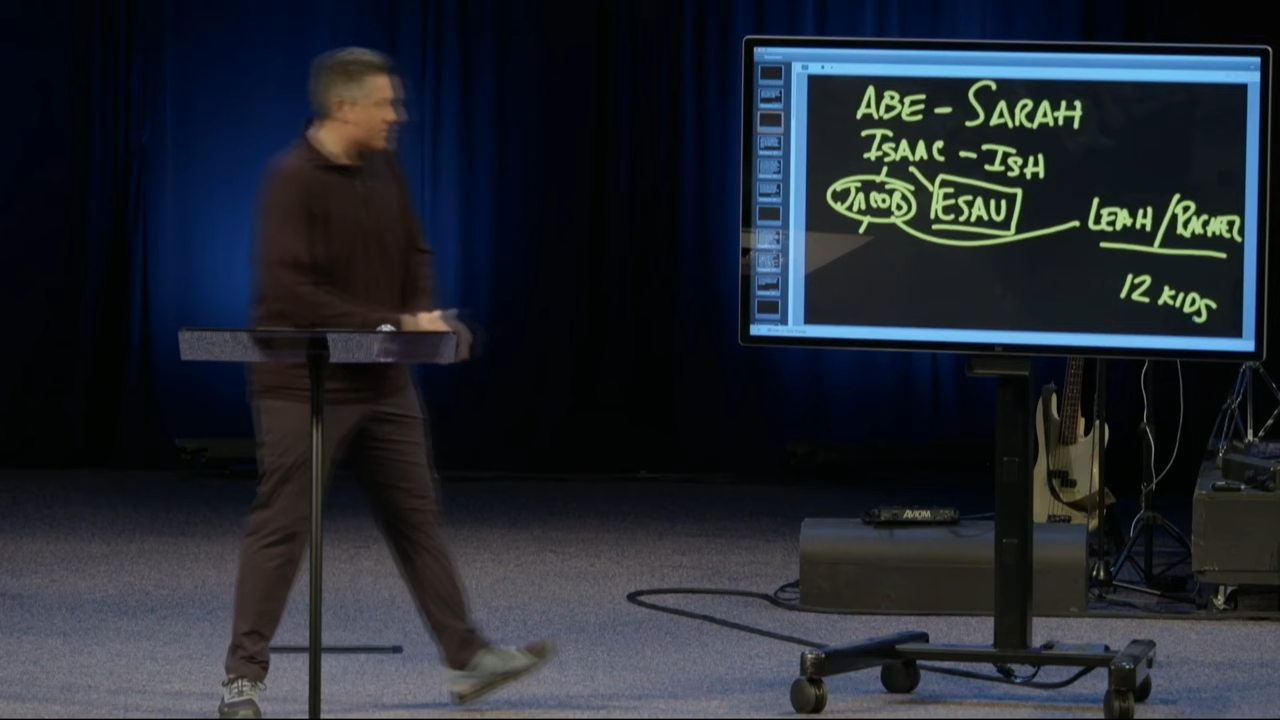 ABE - SARAH
ISAAC - ISH
JACOB ESAU LEAH/RACHEL
12 KIDS
AVIOM